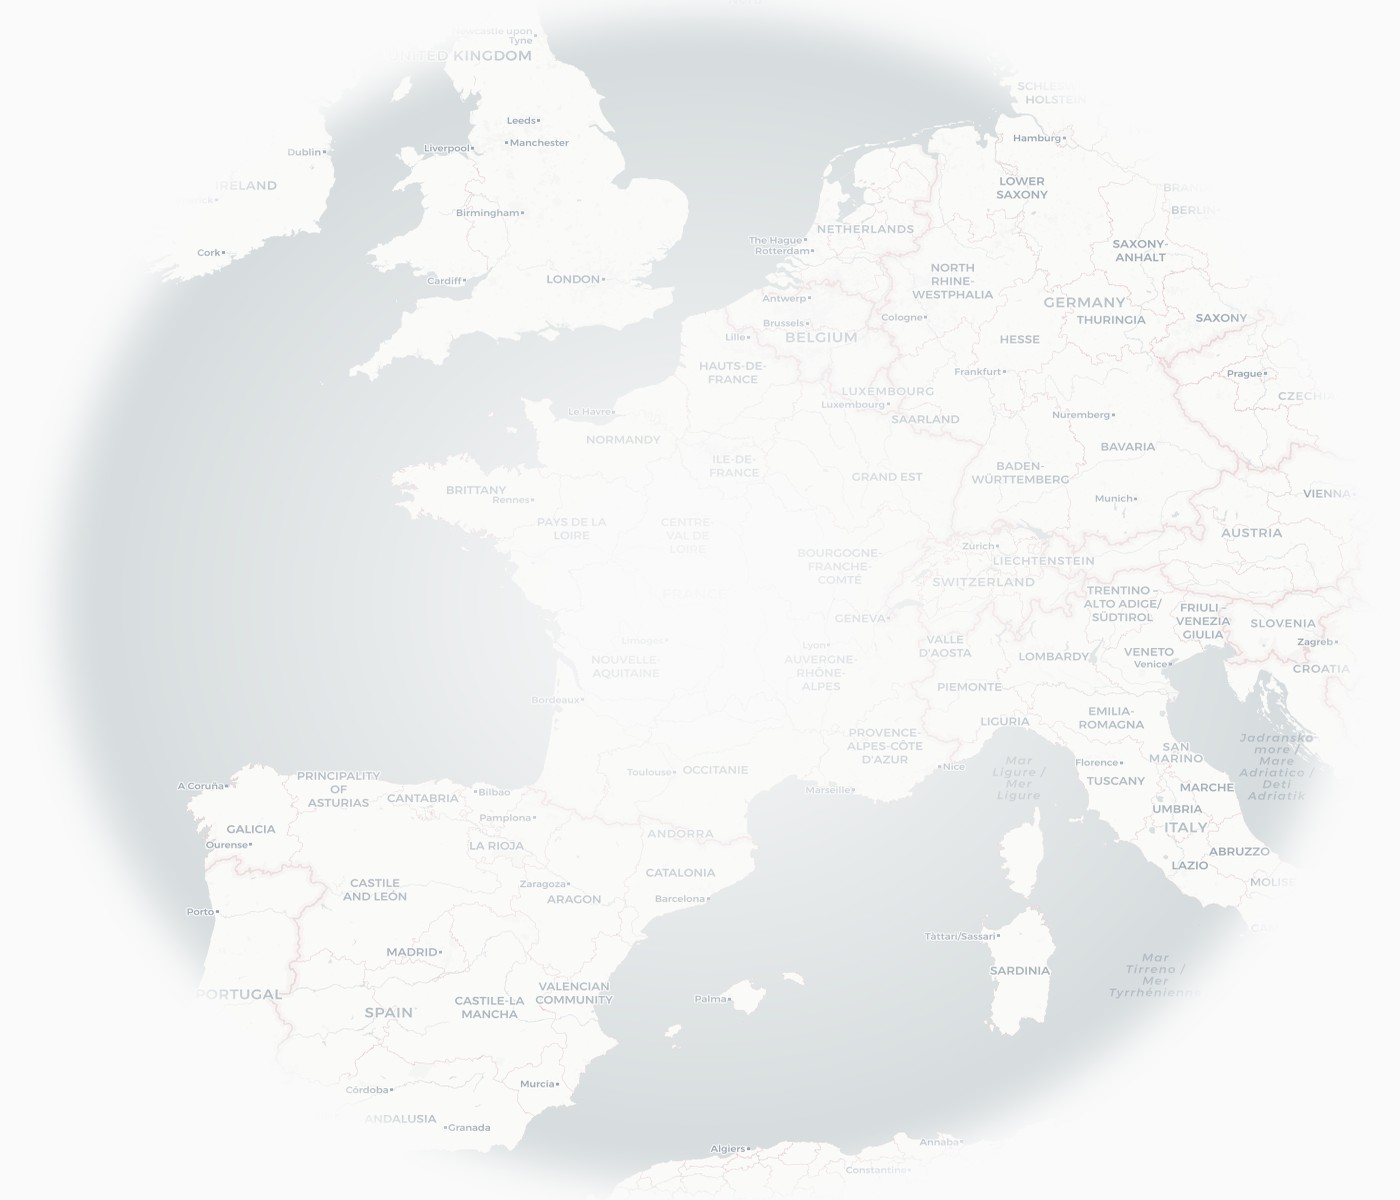 Tyne
UNITED KINGDOM
SCHLESWIG-
HOLSTEIN
Leeds
Manchester
Liverpool
Hamburg
Dublin
IRELAND
LOWER
SAXONY
BERLIN
Birmingham
NETHERLANDS
The Hague
Rotterdam
SAXONY-
ANHALT
Cork
Cardiff
LONDON
NORTH
RHINE-
WESTPHALIA
Antwerp
GERMANY
THURINGIA
Cologne
SAXONY
Brussels
BELGIUM
Lille
HESSE
HAUTS-DE-
FRANCE
Frankfurt
Prague
LUXEMBOURG
Luxembourg
CZECHIA
Le Havre
SAARLAND
Nuremberg
NORMANDY
BAVARIA
ILE-DE-
FRANCE
GRAND EST
BADEN-
WÜRTTEMBERG
BRITTANY
Rennes
Munich
VIENNA
PAYS DE LA
LOIRE
CENTRE-
VAL DE
LOIRE
AUSTRIA
Zürich
BOURGOGNE-
FRANCHE-
COMTÉ
LIECHTENSTEIN
SWITZERLAND
FRANCE
TRENTINO -
ALTO ADIGE/
SÜDTIROL
FRIULI -
VENEZIA
GIULIA
GENEVA
SLOVENIA
Limoges
Lyon
VALLE
D'AOSTA
Zagreb
NOUVELLE
AQUITAINE
AUVERGNE-
RHÔNE-
ALPES
LOMBARDY
VENETO
Venice
CROATIA
PIEMONTE
Bordeaux
LIGURIA
EMILIA-
ROMAGNA
PROVENCE-
ALPES-CÔTE
D'AZUR
Jadransko
more /
Mare
Adriatico /
Deti
Adriatik
SAN
MARINO
Mar
Ligure /
Mer
Ligure
Florence
Nice
Toulouse
OCCITANIE
TUSCANY
MARCHE
A Coruña
PRINCIPALITY
OF
ASTURIAS
CANTABRIA
Bilbao
Marseille
UMBRIA
ITALY
Pamplona
GALICIA
ANDORRA
Ourense
LA RIOJA
ABRUZZO
LAZIO
CATALONIA
CASTILE
AND LEÓN
Zaragoza
ARAGON
MOLISE
Barcelona
Porto
Tàttari/Sassari
MADRID
Mar
Tirreno /
Mer
Tyrrhénienne
SARDINIA
PORTUGAL
SPAIN
CASTILE-LA
MANCHA
VALENCIAN
COMMUNITY
Palma
Córdoba
Murcia
ANDALUSIA
Granada
Algiers
Annaba
Constantine